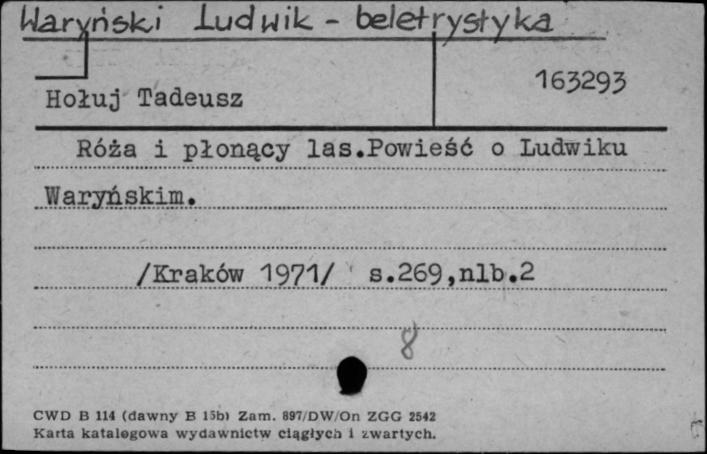 Waryński Ludwik - beletrystyka
163293
Hołuj Tadeusz
Róża i płonący las.Powieść o Ludwiku
Waryńskim.
/Kraków 1971/ s.269,nlb.2
8
CWD B 114 (dawny B 15b) Zam. 897/DW/On ZGG 2542
Karta katalogowa wydawnictw ciągłych i zwartych.